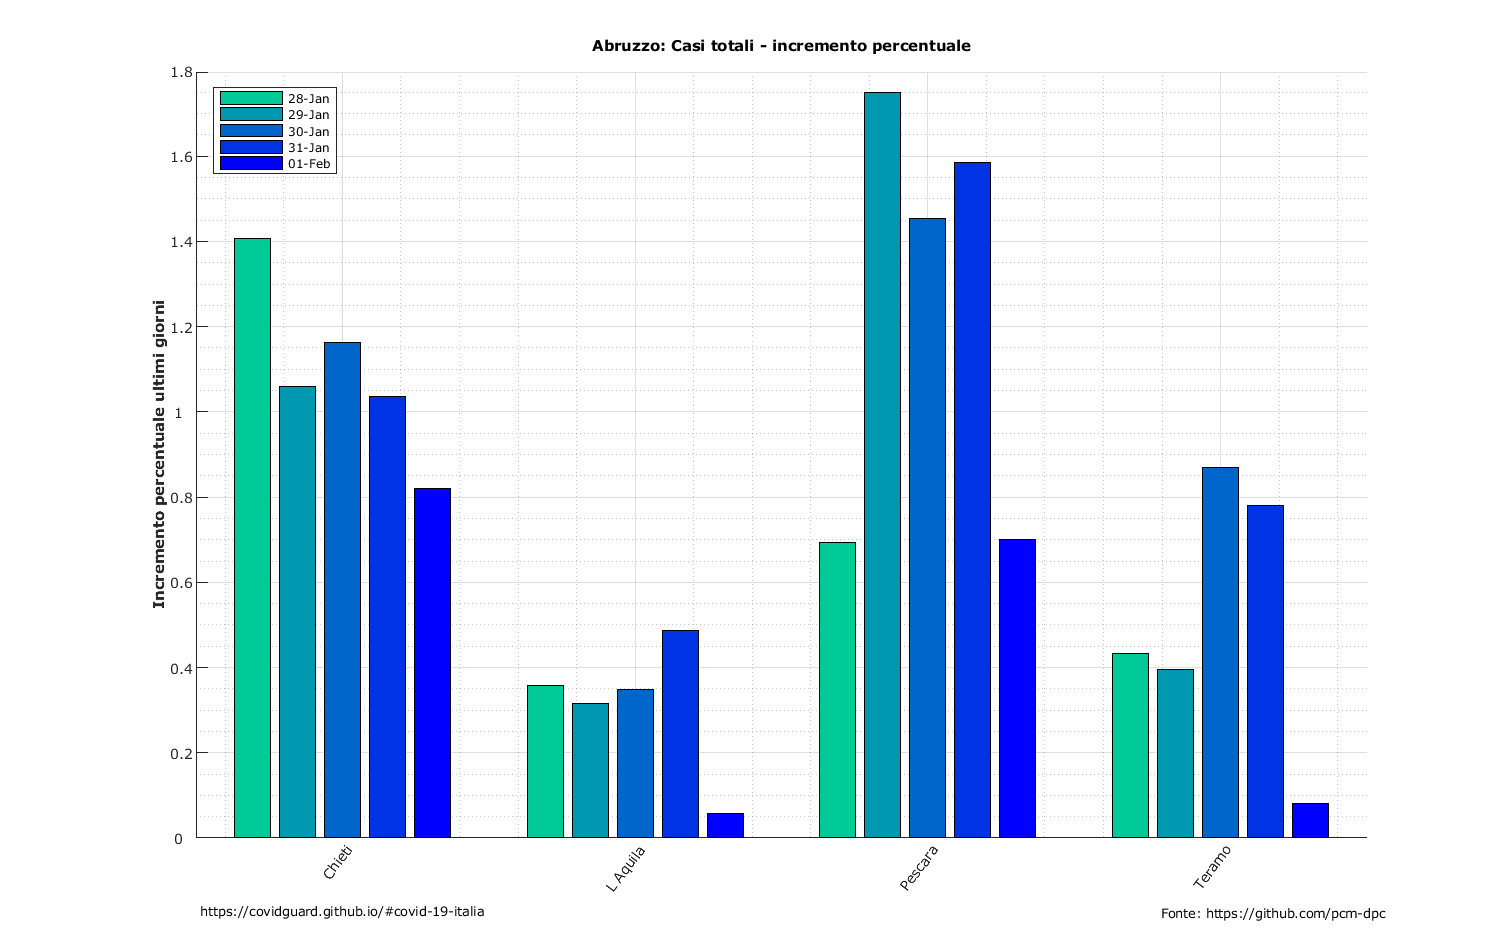 Abruzzo: Casi totali - incremento percentuale
1.8
1.6
1.4
1.2
1
0.8
0.6
0.4
0.2
0
Incremento percentuale ultimi giorni
28-Jan
29-Jan
30-Jan
31-Jan
01-Feb
Chieti
L Aquila
Pescara
Teramo
https://covidguard.github.io/#covid-19-italia
Fonte: https://github.com/pcm-dpc